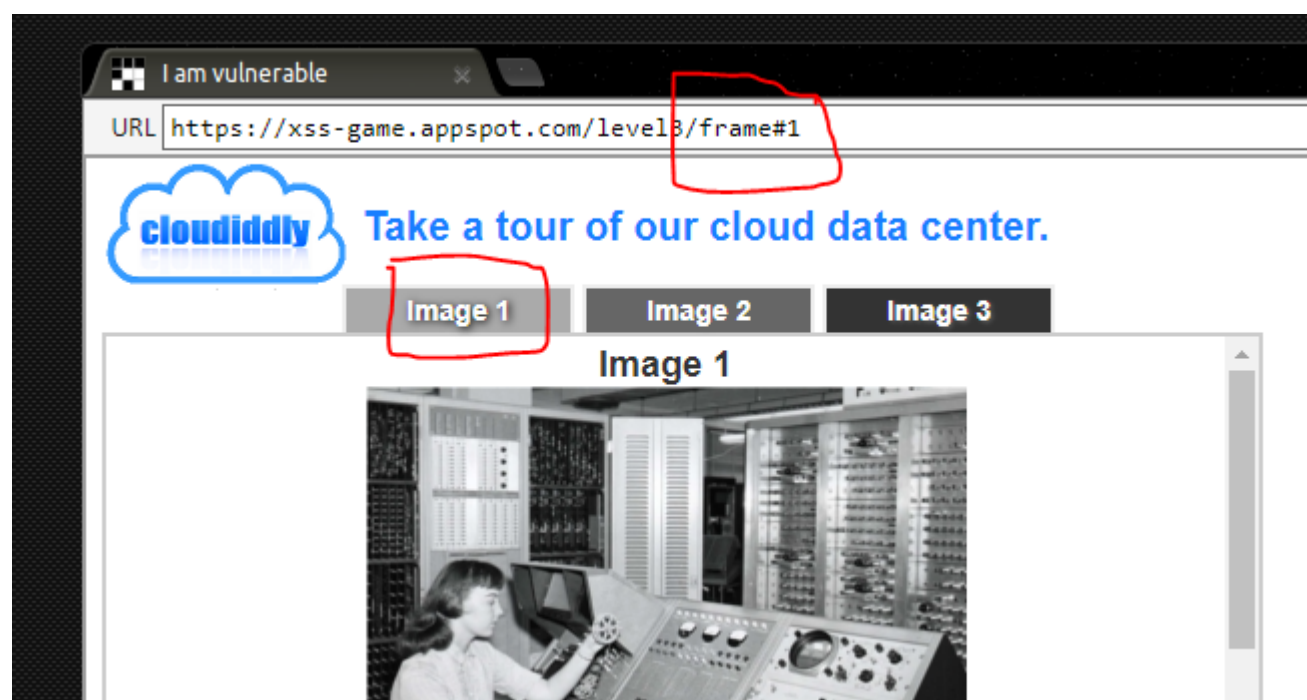 I am vulnerable
URL https://xss-game.appspot.com/level3/frame#1
cloudiddly
Take a tour of our cloud data center.
Image 1 Image 2 Image 3
Image 1